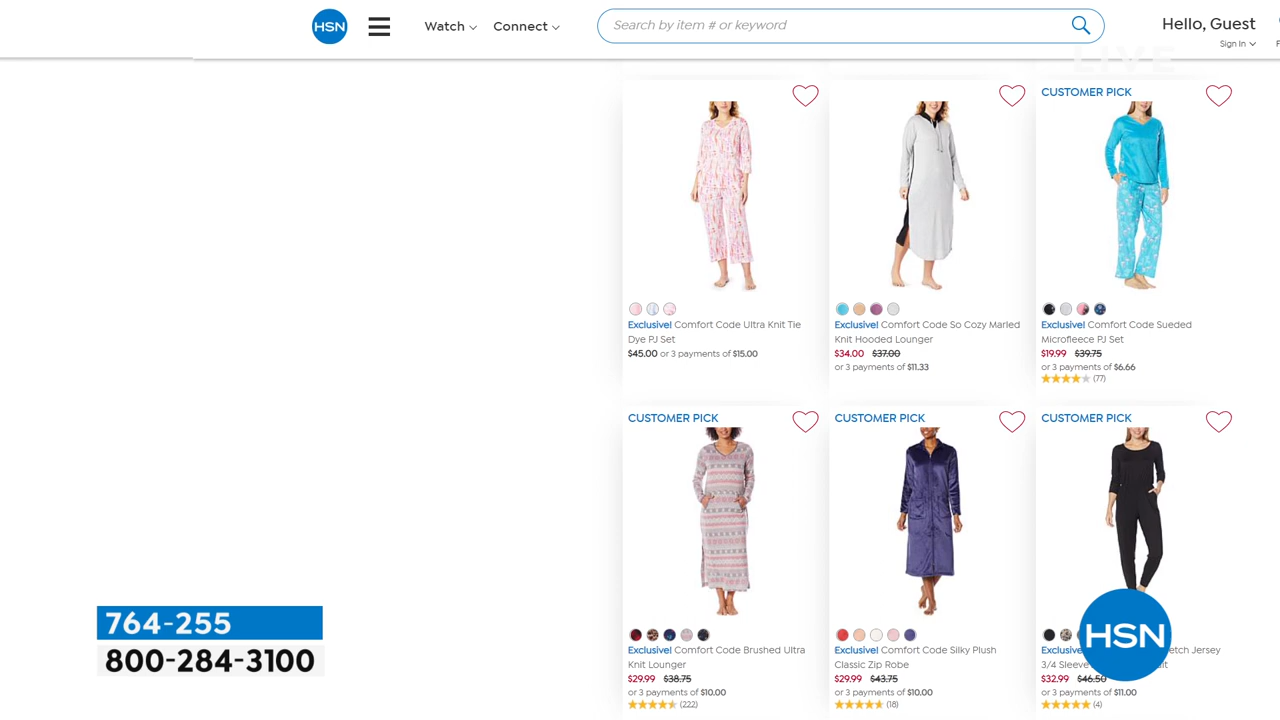 HSN
Watch
Connect
Search by item # or keyword
Hello, Guest
Sign In
LIVE
CUSTOMER PICK
Exclusive! Comfort Code Ultra Knit Tie
Dye PJ Set
$45.00 or 3 payments of $15.00
Exclusive! Comfort Code So Cozy Marled
Knit Hooded Lounger
$34.00 $37.00
or 3 payments of $11.33
Exclusive! Comfort Code Sueded
Microfleece PJ Set
$19.99 $39.75
or 3 payments of $6.66
(77)
CUSTOMER PICK
CUSTOMER PICK
CUSTOMER PICK
Exclusive! Comfort Code Brushed Ultra
Knit Lounger
$29.99 $38.75
or 3 payments of $10.00
(222)
Exclusive! Comfort Code Silky Plush
Classic Zip Robe
$29.99 $43.75
or 3 payments of $10.00
(18)
Jersey
3/4 Sleeve
$32.99 $46.50
or 3 payments of $11.00
(4)
HSN
764-255
800-284-3100